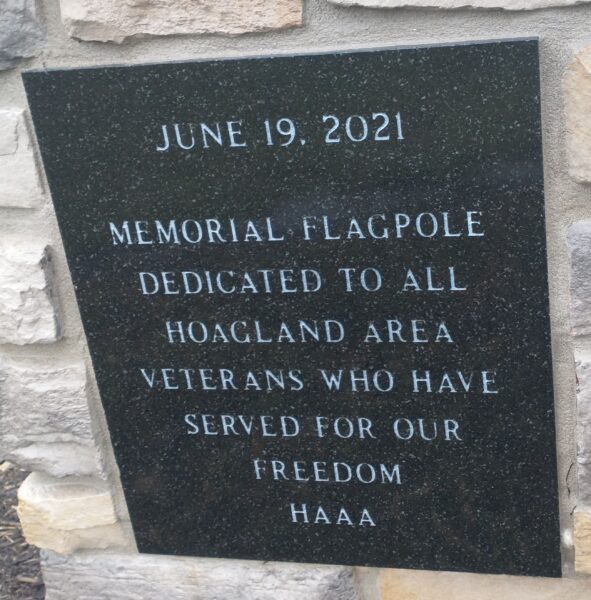 JUNE 19, 2021
MEMORIAL FLAGPOLE
DEDICATED TO ALL
HOAGLAND AREA
VETERANS WHO HAVE
SERVED FOR OUR
FREEDOM
HAAA